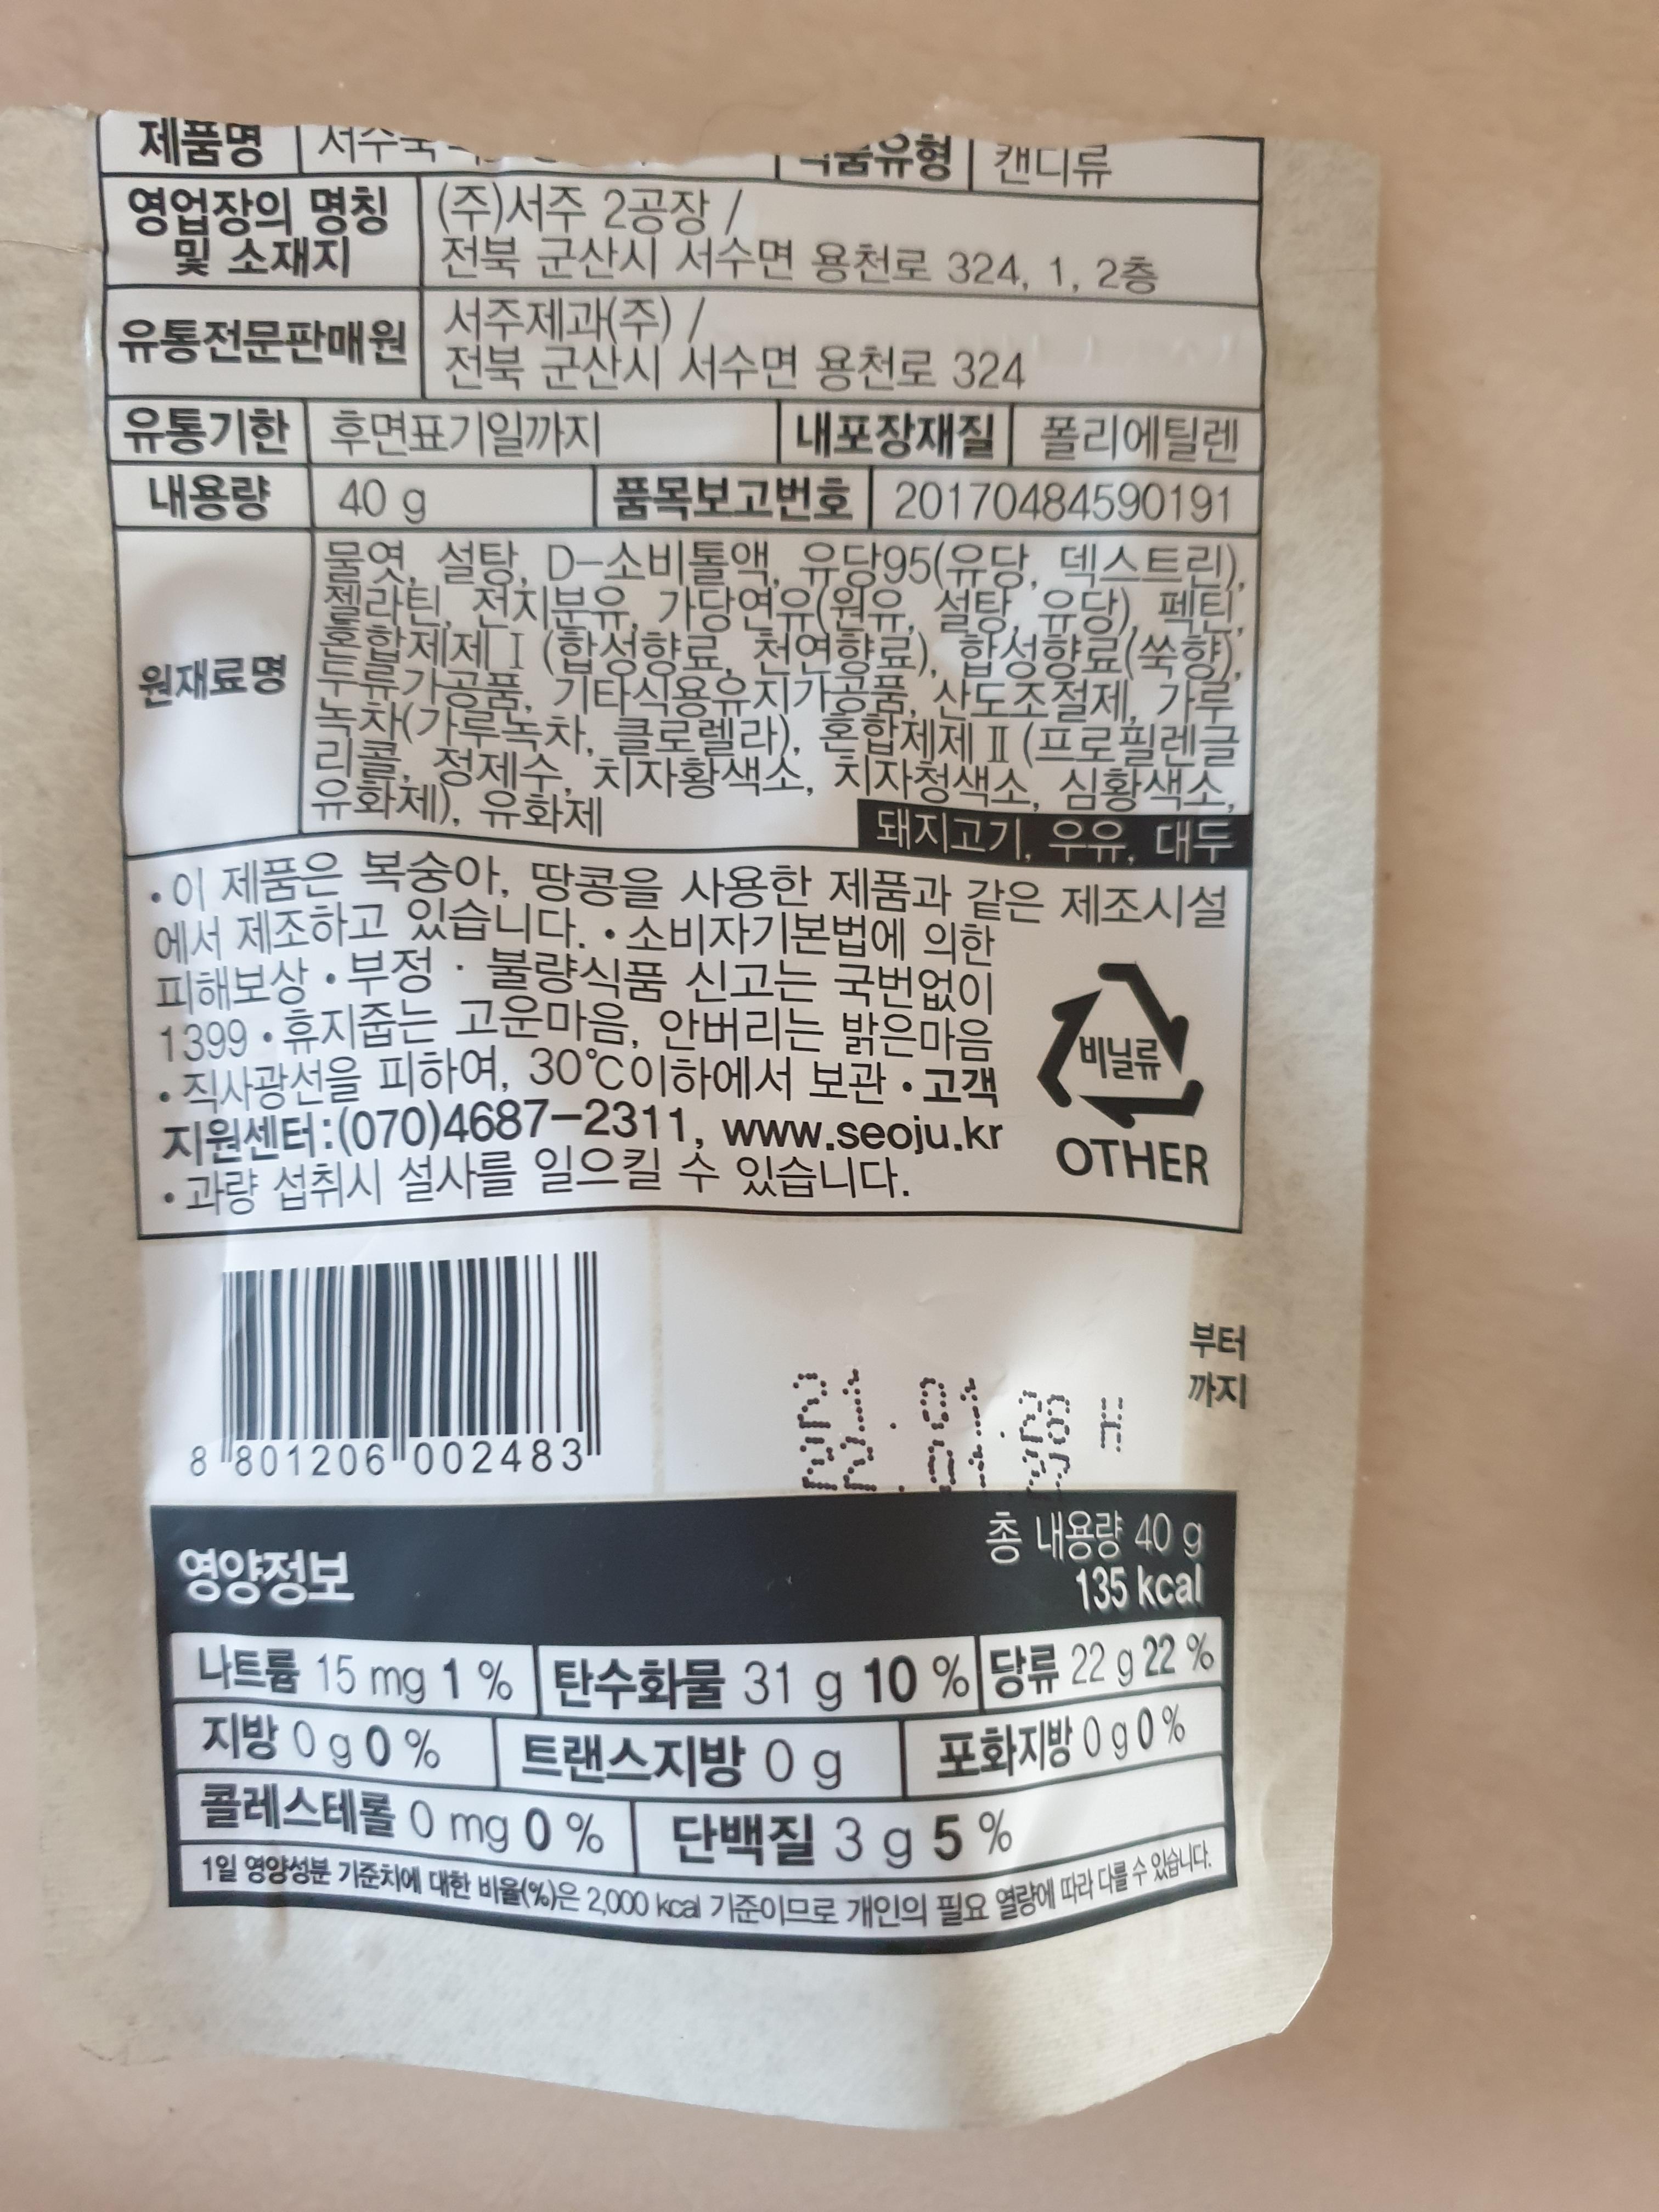 제품명
식품유형 캔디류
영업장의 명칭 및 소재지 (주)서주 2공장 /
전북 군산시 서수면 용천로 324, 1, 2층
유통전문판매원 서주제과(주) /
전북 군산시 서수면 용천로 324
유통기한 후면표기일까지 내포장재질 폴리에틸렌
내용량 40 g 품목보고번호 20170484590191
원재료명
물엿, 설탕, D-소비톨액, 유당95(유당, 덱스트린),
젤라틴, 전지분유, 가당연유(원유, 설탕, 유당), 펙틴,
혼합제제Ⅰ(합성향료, 천연향료), 합성향료(쑥향),
두류가공품, 기타식용유지가공품, 산도조절제, 가루
녹차(가루녹차, 클로렐라), 혼합제제Ⅱ(프로필렌글
리콜, 정제수, 치자황색소, 치자청색소, 심황색소,
유화제), 유화제
돼지고기, 우유, 대두
• 이 제품은 복숭아, 땅콩을 사용한 제품과 같은 제조시설
에서 제조하고 있습니다. • 소비자기본법에 의한
피해보상 • 부정 · 불량식품 신고는 국번없이
1399 • 휴지줍는 고운마음, 안버리는 밝은마음
• 직사광선을 피하여, 30℃이하에서 보관 • 고객
지원센터:(070)4687-2311, www.seoju.kr
• 과량 섭취시 설사를 일으킬 수 있습니다.
비닐류
OTHER
부터
까지
21.01.28 H
22.01
8 801206 002483
영양정보
총 내용량 40 g
135 kcal
나트륨 15 mg 1 % 탄수화물 31 g 10 % 당류 22 g 22 %
지방 0 g 0 % 트랜스지방 0 g 포화지방 0 g 0 %
콜레스테롤 0 mg 0 % 단백질 3 g 5 %
1일 영양성분 기준치에 대한 비율(%)은 2,000 kcal 기준이므로 개인의 필요 열량에 따라 다를 수 있습니다.